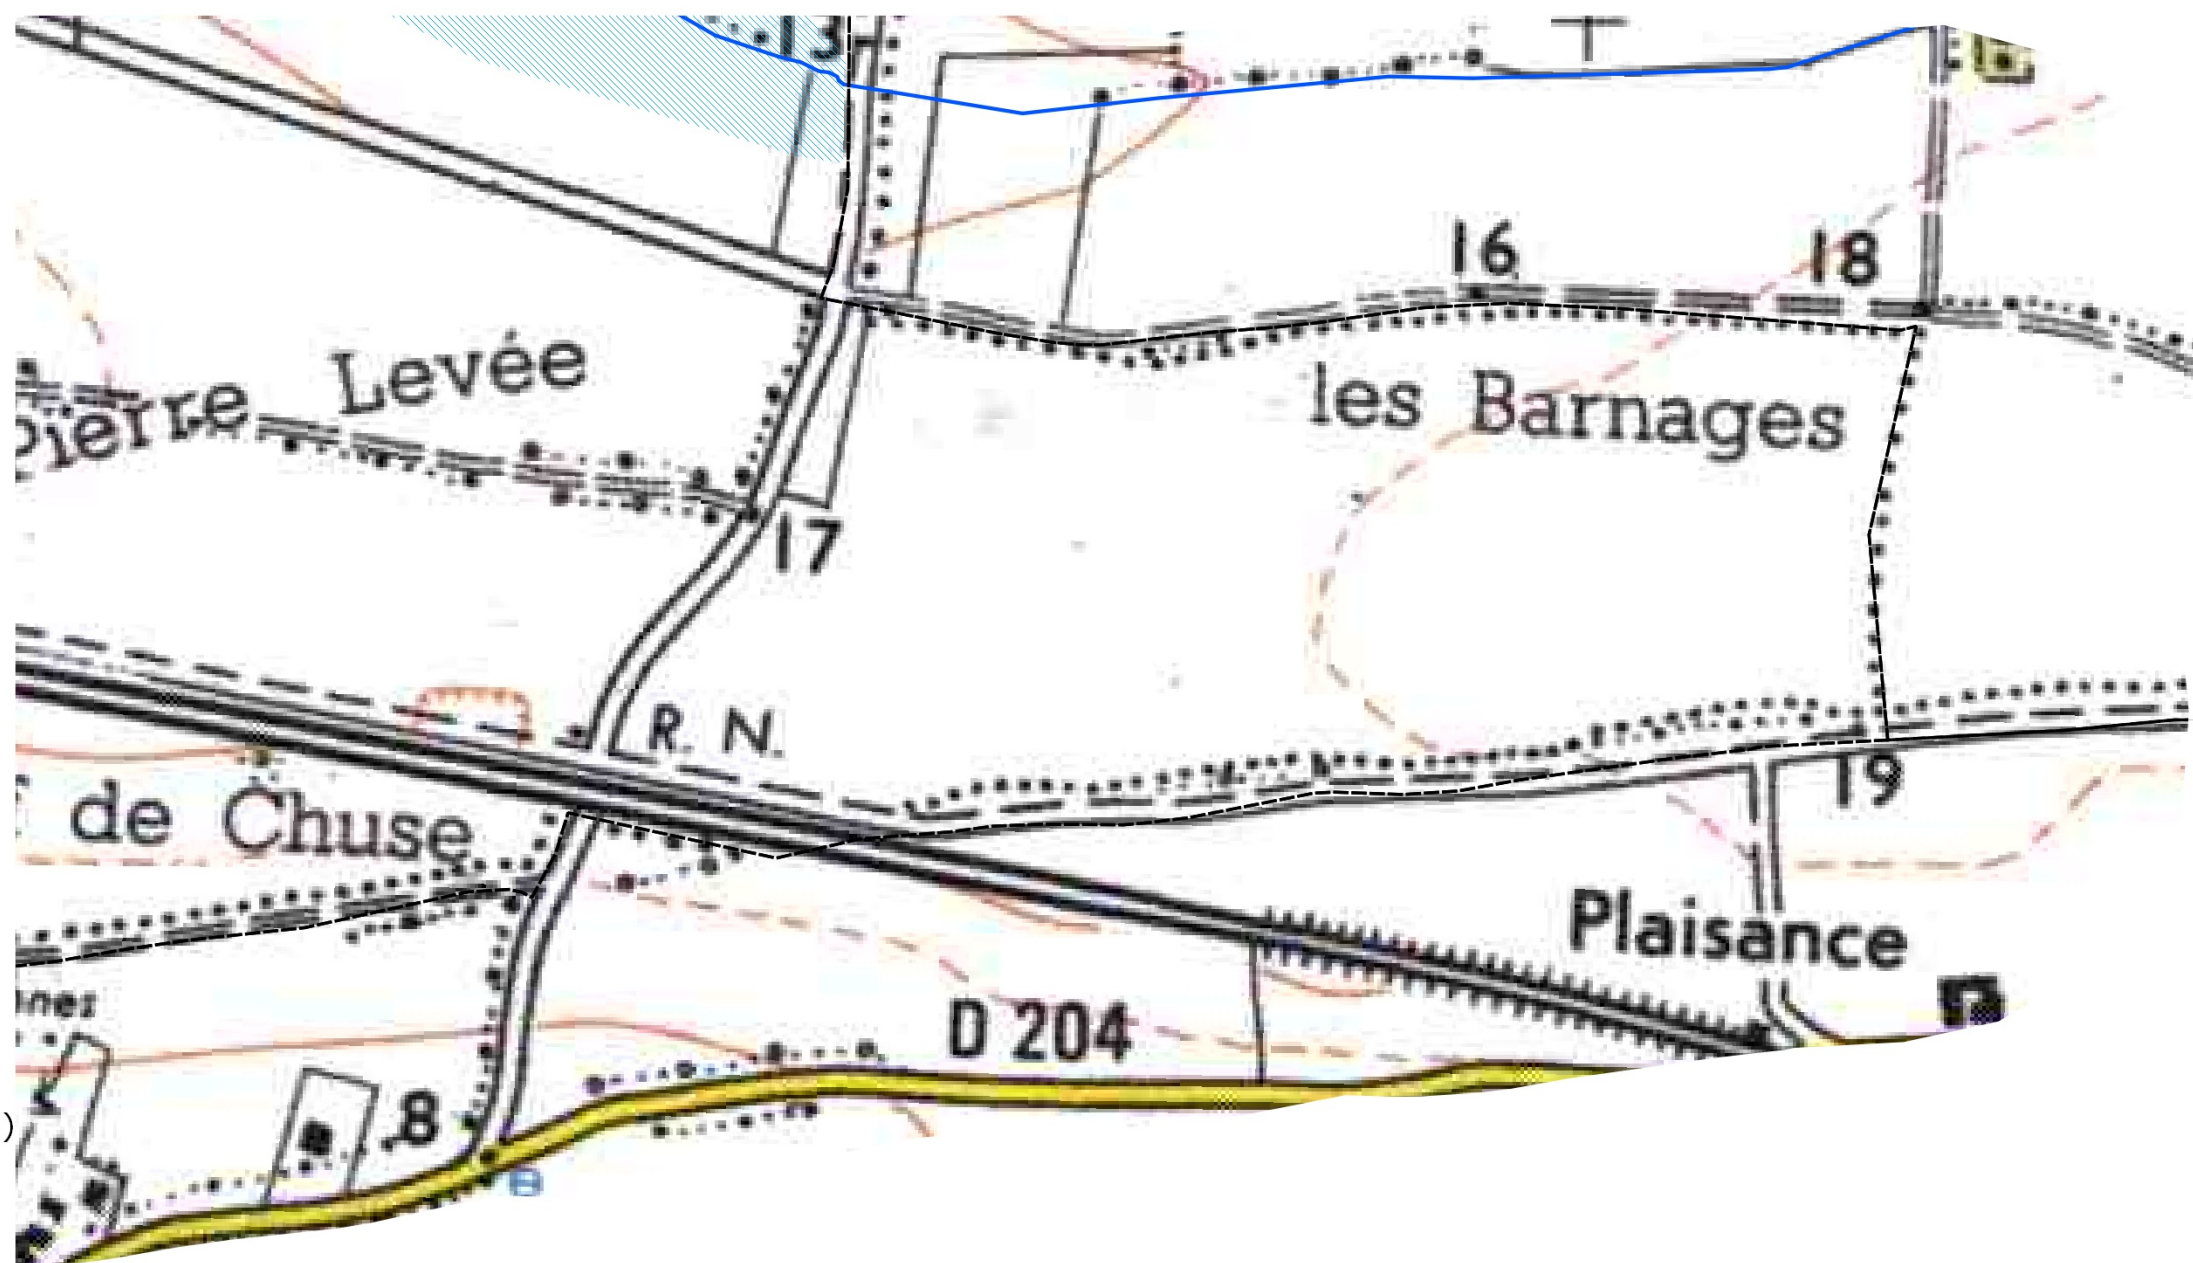 13
16
18
Levée
Pierre
les Barnages
17
R. N.
19
de Chuse
Plaisance
D 204
8
)